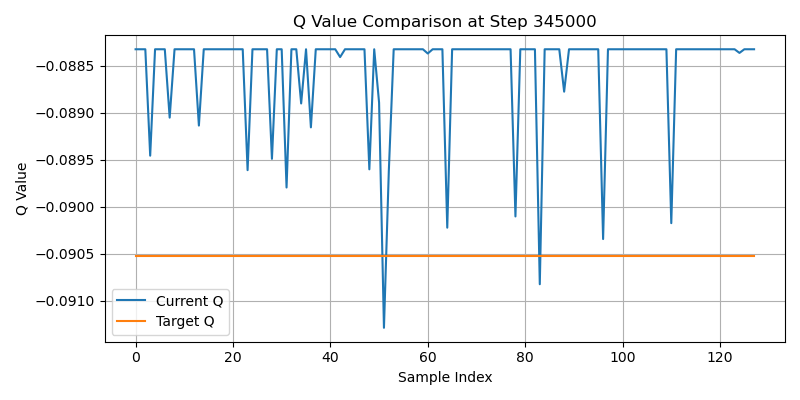 Q Value Comparison at Step 345000
Q Value
−0.0885
−0.0890
−0.0895
−0.0900
−0.0905
−0.0910
Current Q
Target Q
0 20 40 60 80 100 120
Sample Index